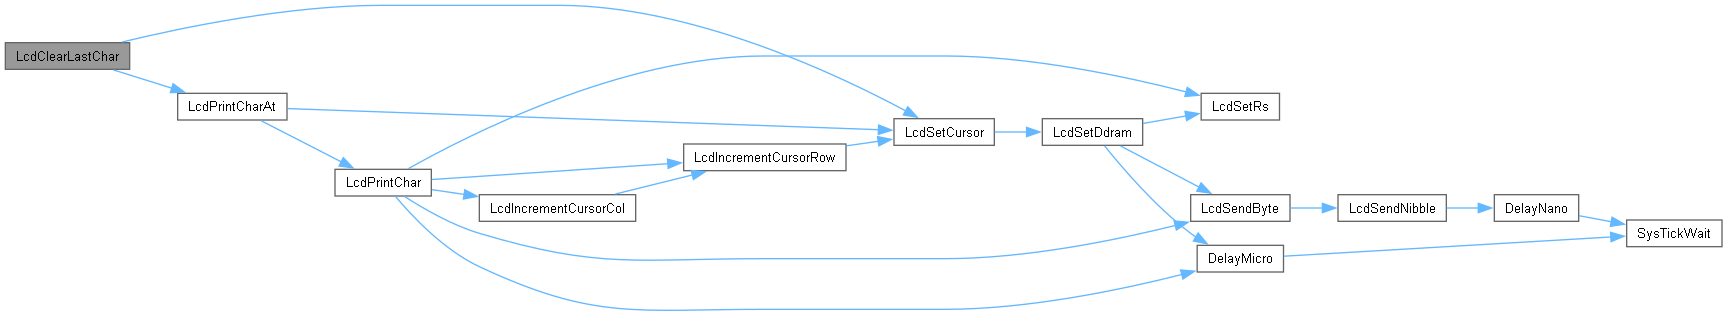 LcdClearLastChar
LcdPrintCharAt
LcdPrintChar
LcdIncrementCursorCol
LcdIncrementCursorRow
LcdSetCursor
LcdSetDdram
LcdSetRs
LcdSendByte
DelayMicro
LcdSendNibble
DelayNano
SysTickWait